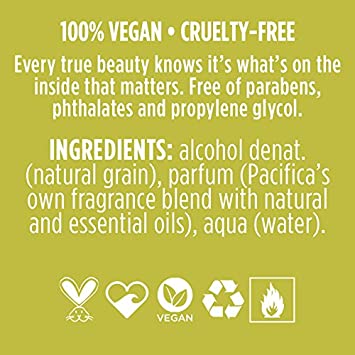 100% VEGAN • CRUELTY-FREE
Every true beauty knows it's what's on the
inside that matters. Free of parabens,
phthalates and propylene glycol.
INGREDIENTS: alcohol denat.
(natural grain), parfum (Pacifica's
own fragrance blend with natural
and essential oils), aqua (water).
VEGAN